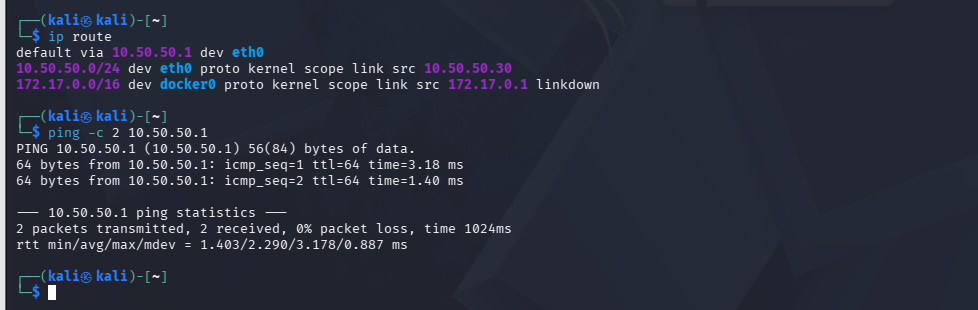 ┌──(kali㉿kali)-[~]
└─$ ip route
default via 10.50.50.1 dev eth0
10.50.50.0/24 dev eth0 proto kernel scope link src 10.50.50.30
172.17.0.0/16 dev docker0 proto kernel scope link src 172.17.0.1 linkdown
┌──(kali㉿kali)-[~]
└─$ ping -c 2 10.50.50.1
PING 10.50.50.1 (10.50.50.1) 56(84) bytes of data.
64 bytes from 10.50.50.1: icmp_seq=1 ttl=64 time=3.18 ms
64 bytes from 10.50.50.1: icmp_seq=2 ttl=64 time=1.40 ms
--- 10.50.50.1 ping statistics ---
2 packets transmitted, 2 received, 0% packet loss, time 1024ms
rtt min/avg/max/mdev = 1.403/2.290/3.178/0.887 ms
┌──(kali㉿kali)-[~]
└─$